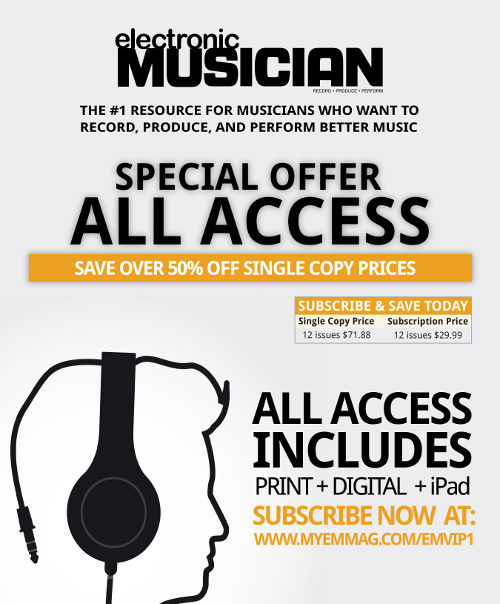 electronic
MUSICIAN
RECORD • PRODUCE • PERFORM
THE #1 RESOURCE FOR MUSICIANS WHO WANT TO
RECORD, PRODUCE, AND PERFORM BETTER MUSIC
SPECIAL OFFER
ALL ACCESS
SAVE OVER 50% OFF SINGLE COPY PRICES
SUBSCRIBE & SAVE TODAY
Single Copy Price Subscription Price
12 issues $71.88 12 issues $29.99
ALL ACCESS
INCLUDES
PRINT + DIGITAL + iPad
SUBSCRIBE NOW AT:
WWW.MYEMMAG.COM/EMVIP1